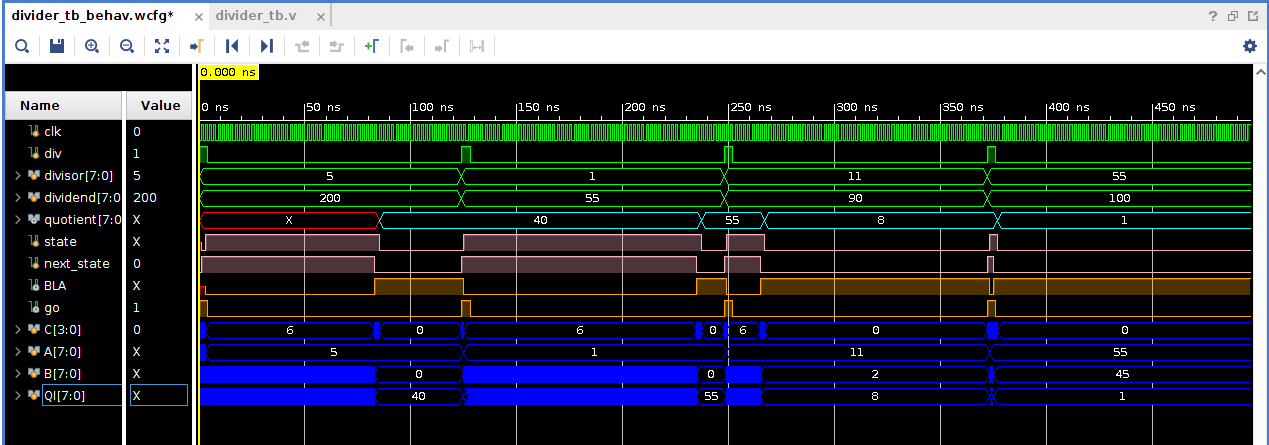 divider_tb_behav.wcfg* × divider_tb.v ×
?
0.000 ns
Name Value 0 ns 50 ns 100 ns 150 ns 200 ns 250 ns 300 ns 350 ns 400 ns 450 ns
clk 0
div 1
divisor[7:0] 5 5 1 11 55
dividend[7:0 200 200 55 90 100
quotient[7:0 X X 40 55 8 1
state X
next_state 0
BLA X
go 1
C[3:0] 0 6 0 6 0 6 0 0
A[7:0] X 5 1 11 55
B[7:0] X 0 0 2 45
QI[7:0] X 40 55 8 1